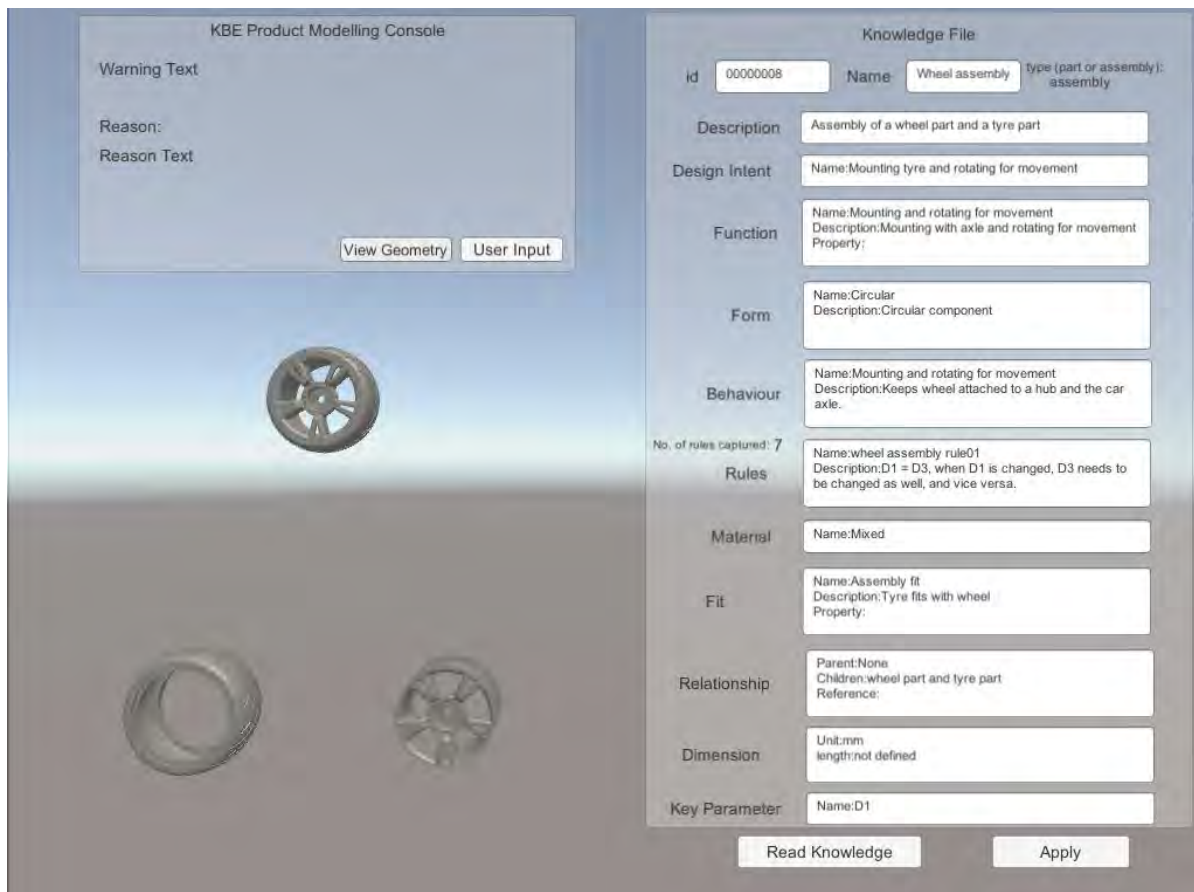 KBE Product Modelling Console
Warning Text
Reason:
Reason Text
View Geometry
User Input
Knowledge File
id
00000008
Name
Wheel assembly
type (part or assembly):
assembly
Description
Assembly of a wheel part and a tyre part
Design Intent
Name:Mounting tyre and rotating for movement
Function
Name:Mounting and rotating for movement
Description:Mounting with axle and rotating for movement
Property:
Form
Name:Circular
Description:Circular component
Behaviour
Name:Mounting and rotating for movement
Description:Keeps wheel attached to a hub and the car
axle.
No. of rules captured: 7
Rules
Name:wheel assembly rule01
Description:D1 = D3, when D1 is changed, D3 needs to
be changed as well, and vice versa.
Material
Name:Mixed
Fit
Name:Assembly fit
Description:Tyre fits with wheel
Property:
Relationship
Parent:None
Children:wheel part and tyre part
Reference:
Dimension
Unit:mm
length:not defined
Key Parameter
Name:D1
Read Knowledge
Apply